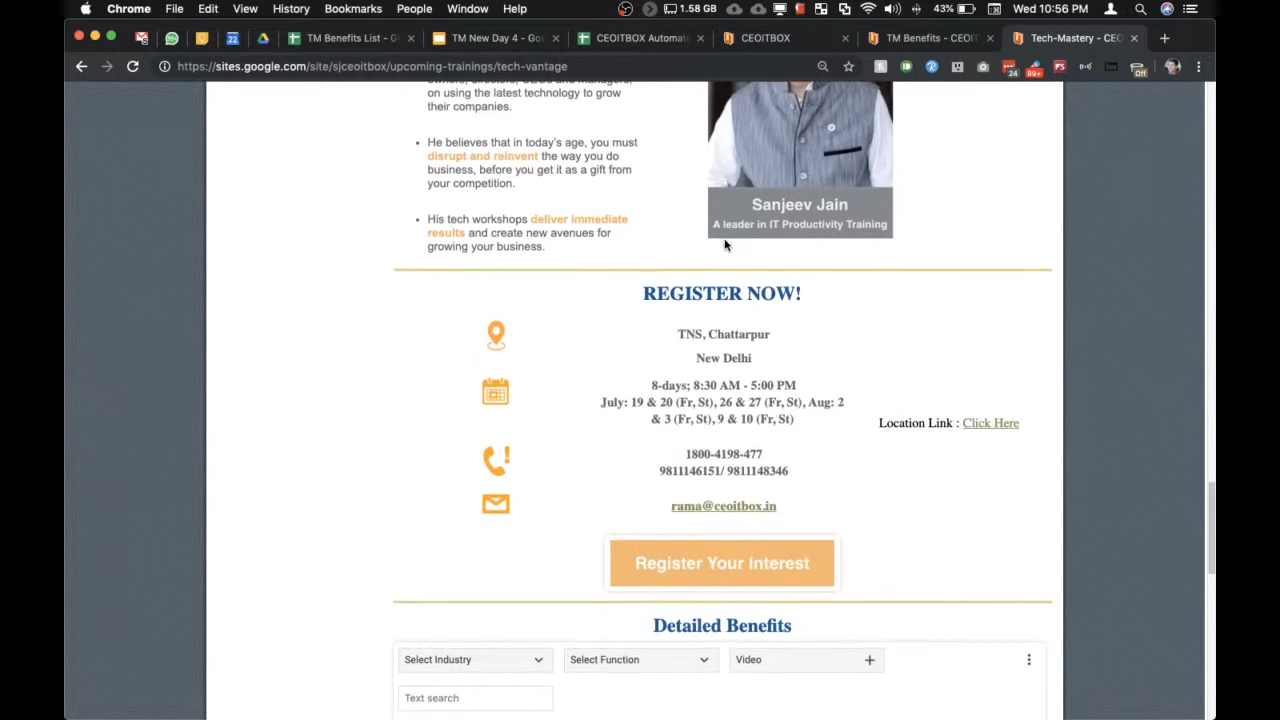 Chrome File Edit View History Bookmarks People Window Help 1.58 GB 43% Wed 10:56 PM
99+ 22 TM Benefits List - G TM New Day 4 - Go CEOITBOX Automat CEOITBOX TM Benefits - CEOIT Tech-Mastery - CEO
https://sites.google.com/site/sjceoitbox/upcoming-trainings/tech-vantage 24 99+ Off
on using the latest technology to grow
their companies.
• He believes that in today's age, you must
disrupt and reinvent the way you do
business, before you get it as a gift from
your competition.
• His tech workshops deliver immediate
results and create new avenues for
growing your business.
Sanjeev Jain
A leader in IT Productivity Training
REGISTER NOW!
TNS, Chattarpur
New Delhi
8-days; 8:30 AM - 5:00 PM
July: 19 & 20 (Fr, St), 26 & 27 (Fr, St), Aug: 2
& 3 (Fr, St), 9 & 10 (Fr, St)
Location Link : Click Here
1800-4198-477
9811146151/ 9811148346
rama@ceoitbox.in
Register Your Interest
Detailed Benefits
Select Industry Select Function Video
Text search